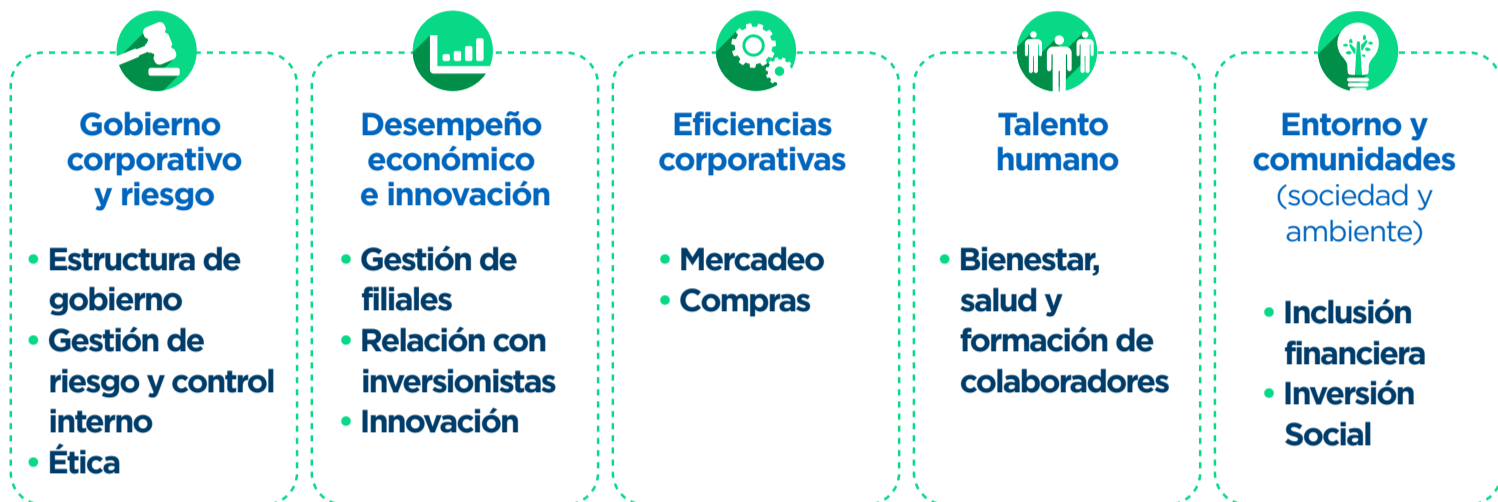 Gobierno
corporativo
y riesgo
• Estructura de
gobierno
• Gestión de
riesgo y control
interno
• Ética
Desempeño
económico
e innovación
• Gestión de
filiales
• Relación con
inversionistas
• Innovación
Eficiencias
corporativas
• Mercadeo
• Compras
Talento
humano
• Bienestar,
salud y
formación de
colaboradores
Entorno y
comunidades
(sociedad y
ambiente)
• Inclusión
financiera
• Inversión
Social